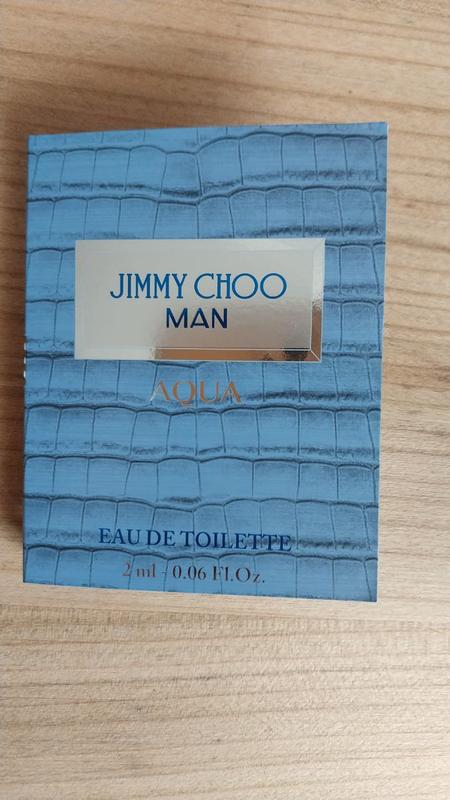 JIMMY CHOO
MAN
AQUA
EAU DE TOILETTE
2 ml - 0.06 Fl.Oz.